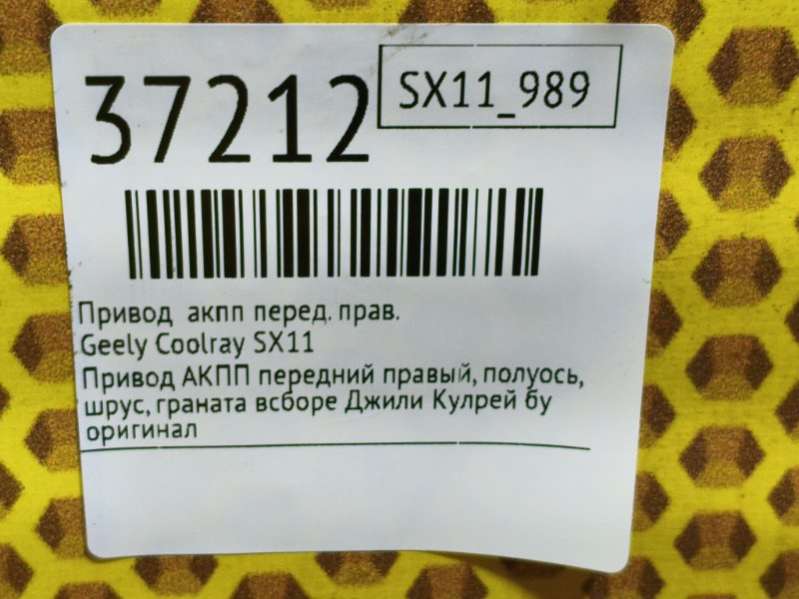 37212
SX11_989
Привод акпп перед. прав.
Geely Coolray SX11
Привод АКПП передний правый, полуось,
шрус, граната всборе Джили Кулрей бу
оригинал